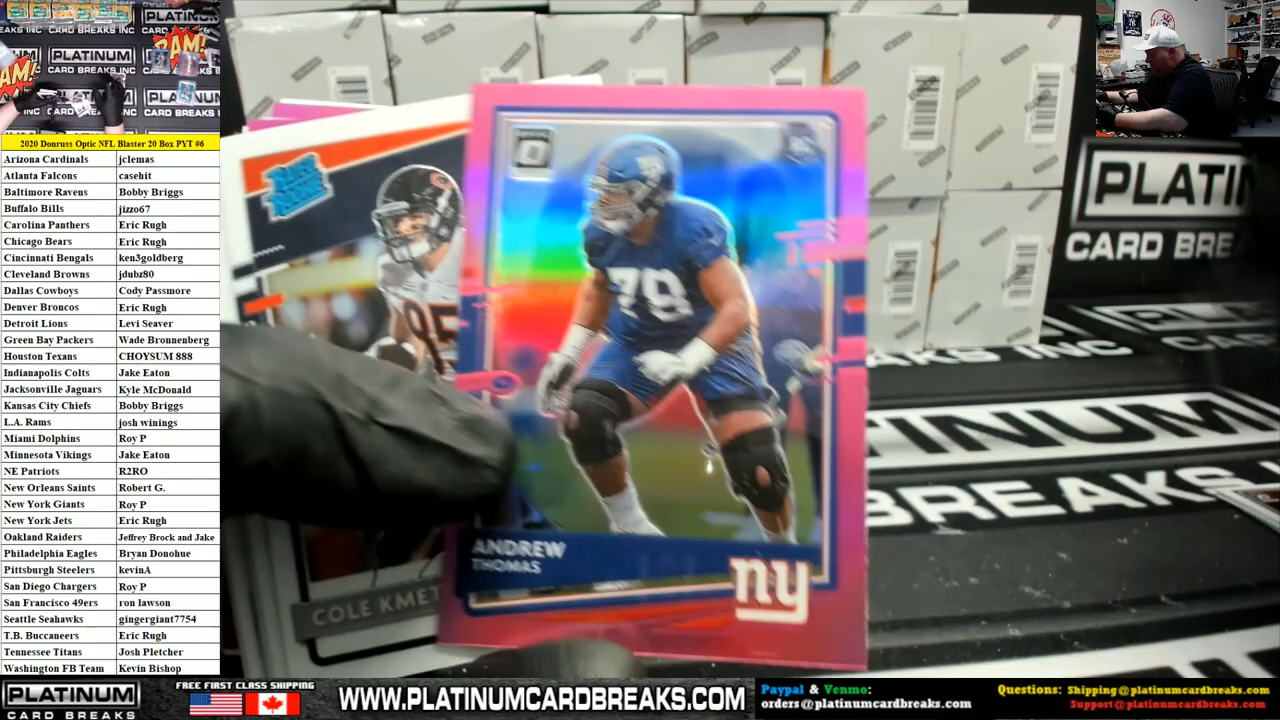 PLATINUM
CARD BREAKS INC
BAM!
2020 Donruss Optic NFL Blaster 20 Box PYT #6
Arizona Cardinals jclemas
Atlanta Falcons casehit
Baltimore Ravens Bobby Briggs
Buffalo Bills jizzo67
Carolina Panthers Eric Rugh
Chicago Bears Eric Rugh
Cincinnati Bengals ken3goldberg
Cleveland Browns jdubz80
Dallas Cowboys Cody Passmore
Denver Broncos Eric Rugh
Detroit Lions Levi Seaver
Green Bay Packers Wade Bronnenberg
Houston Texans CHOYSUM 888
Indianapolis Colts Jake Eaton
Jacksonville Jaguars Kyle McDonald
Kansas City Chiefs Bobby Briggs
L.A. Rams josh winings
Miami Dolphins Roy P
Minnesota Vikings Jake Eaton
NE Patriots R2RO
New Orleans Saints Robert G.
New York Giants Roy P
New York Jets Eric Rugh
Oakland Raiders Jeffrey Brock and Jake
Philadelphia Eagles Bryan Donohue
Pittsburgh Steelers kevinA
San Diego Chargers Roy P
San Francisco 49ers ron lawson
Seattle Seahawks gingergiant7754
T.B. Buccaneers Eric Rugh
Tennessee Titans Josh Pletcher
Washington FB Team Kevin Bishop
85
COLE KMET
78
ANDREW
THOMAS
ny
PLATIN
CARD BREA
BREAKS INC
INUM
BREAKS
PLATINUM
CARD BREAKS
FREE FIRST CLASS SHIPPING
WWW.PLATINUMCARDBREAKS.COM
Paypal & Venmo:
orders@platinumcardbreaks.com
Questions: Shipping@platinumcardbreaks.com
Support@platinumcardbreaks.com